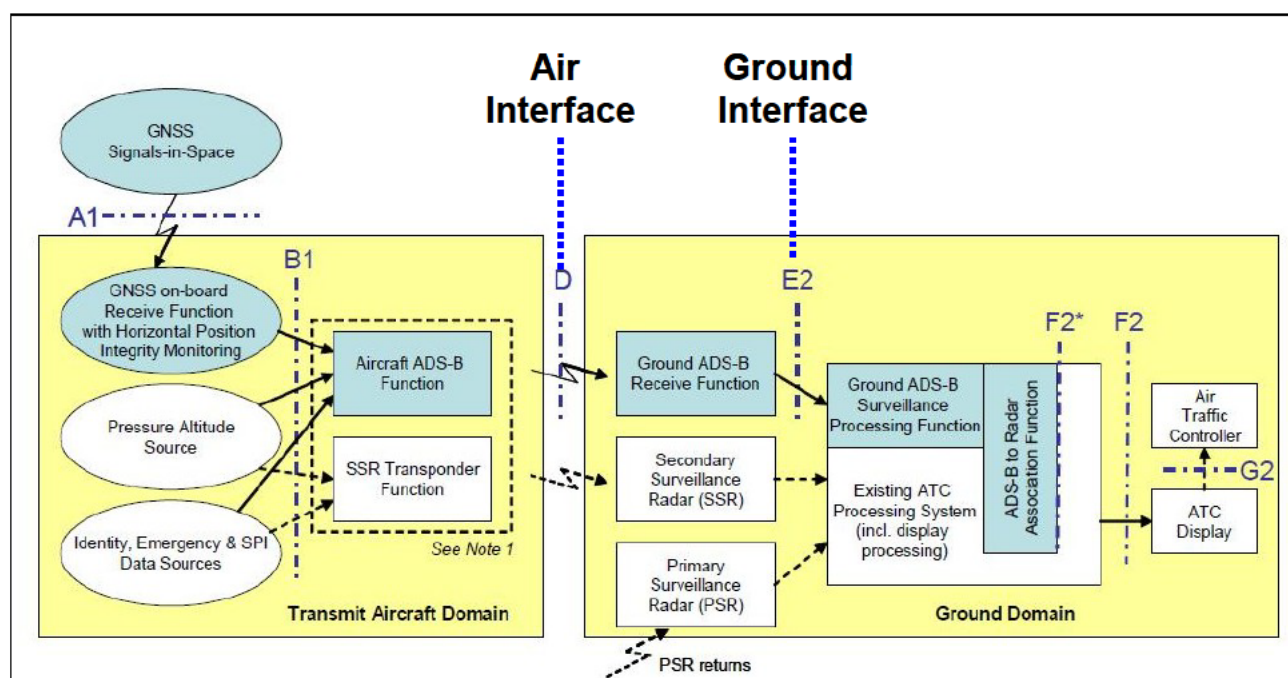 Air
Interface
Ground
Interface
GNSS
Signals-in-Space
A1
B1
D
E2
F2*
F2
G2
GNSS on-board
Receive Function
with Horizontal Position
Integrity Monitoring
Pressure Altitude
Source
Identity, Emergency & SPI
Data Sources
Aircraft ADS-B
Function
SSR Transponder
Function
See Note 1
Transmit Aircraft Domain
Ground ADS-B
Receive Function
Secondary
Surveillance
Radar (SSR)
Primary
Surveillance
Radar (PSR)
PSR returns
Ground ADS-B
Surveillance
Processing Function
Existing ATC
Processing System
(incl. display
processing)
ADS-B to Radar
Association Function
Air
Traffic
Controller
ATC
Display
Ground Domain